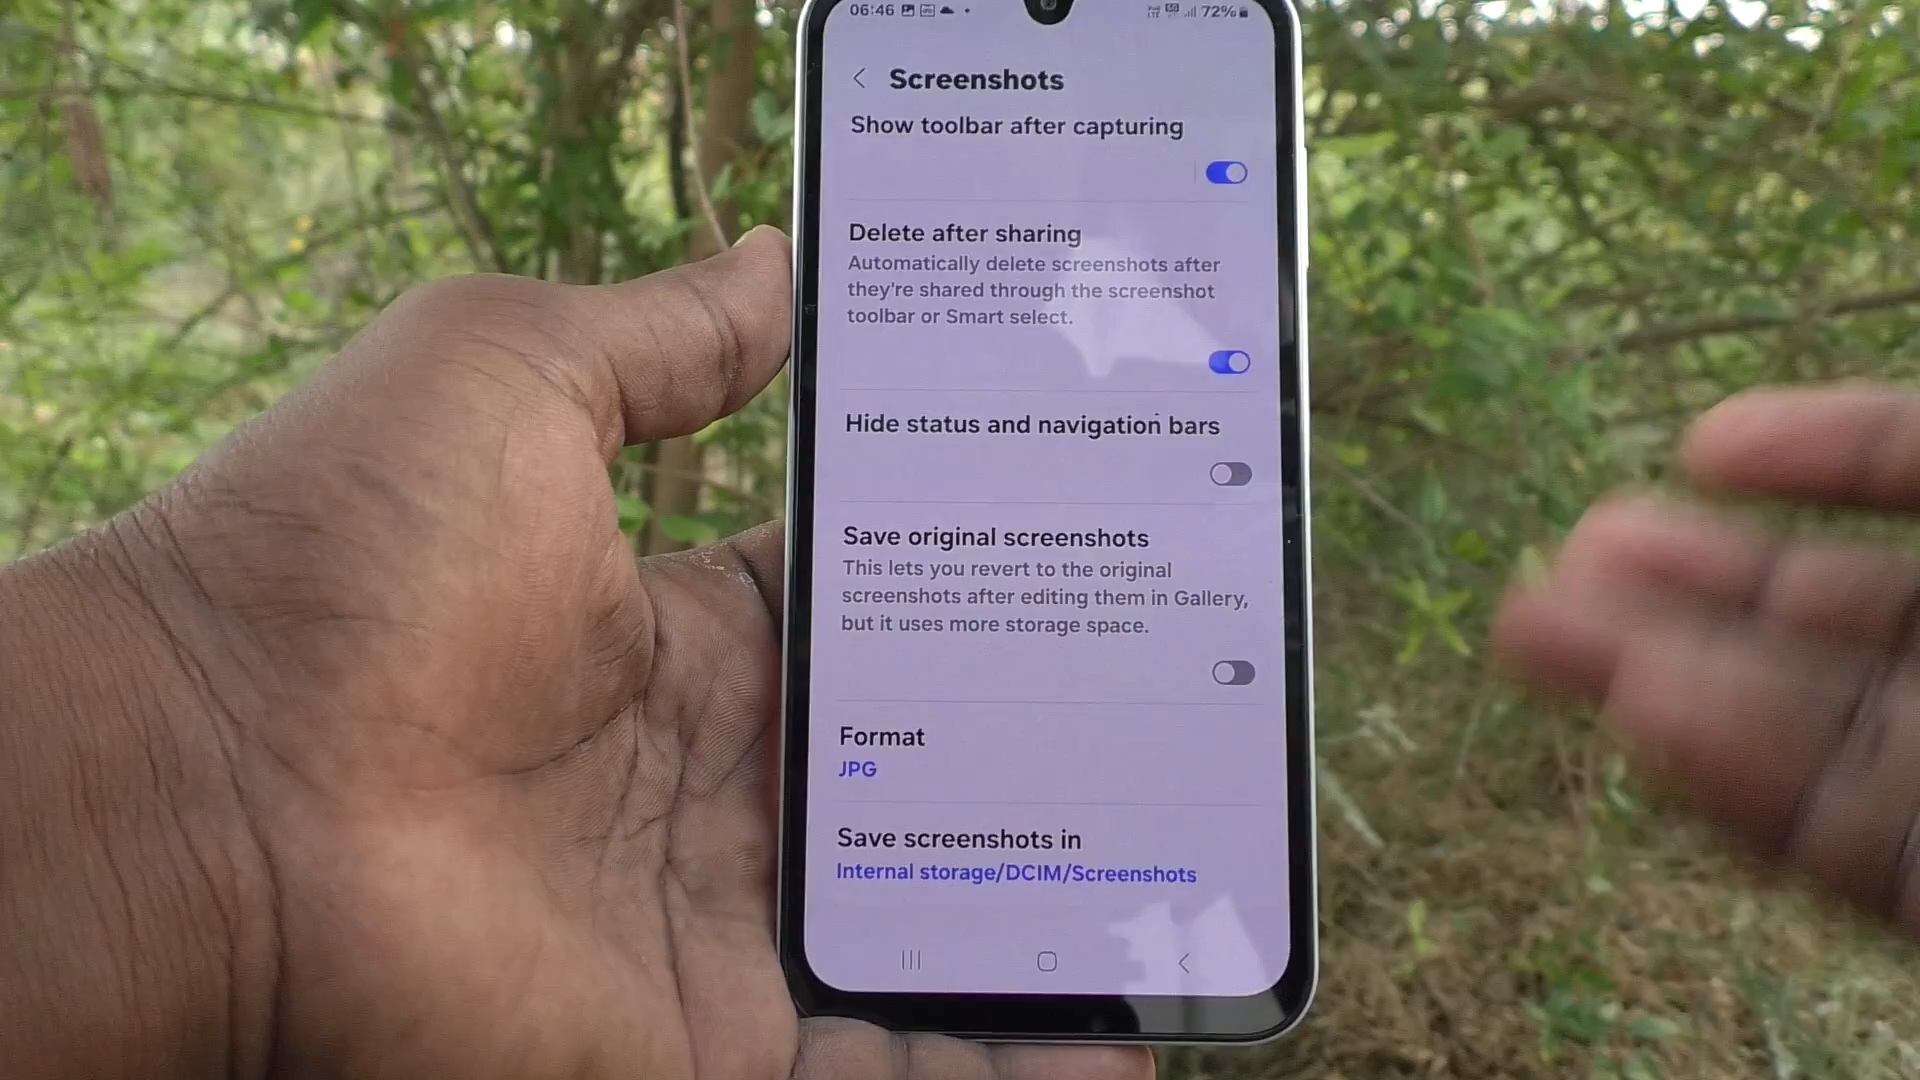 06:46
72%
Screenshots
Show toolbar after capturing
Delete after sharing
Automatically delete screenshots after
they're shared through the screenshot
toolbar or Smart select.
Hide status and navigation bars
Save original screenshots
This lets you revert to the original
screenshots after editing them in Gallery,
but it uses more storage space.
Format
JPG
Save screenshots in
Internal storage/DCIM/Screenshots